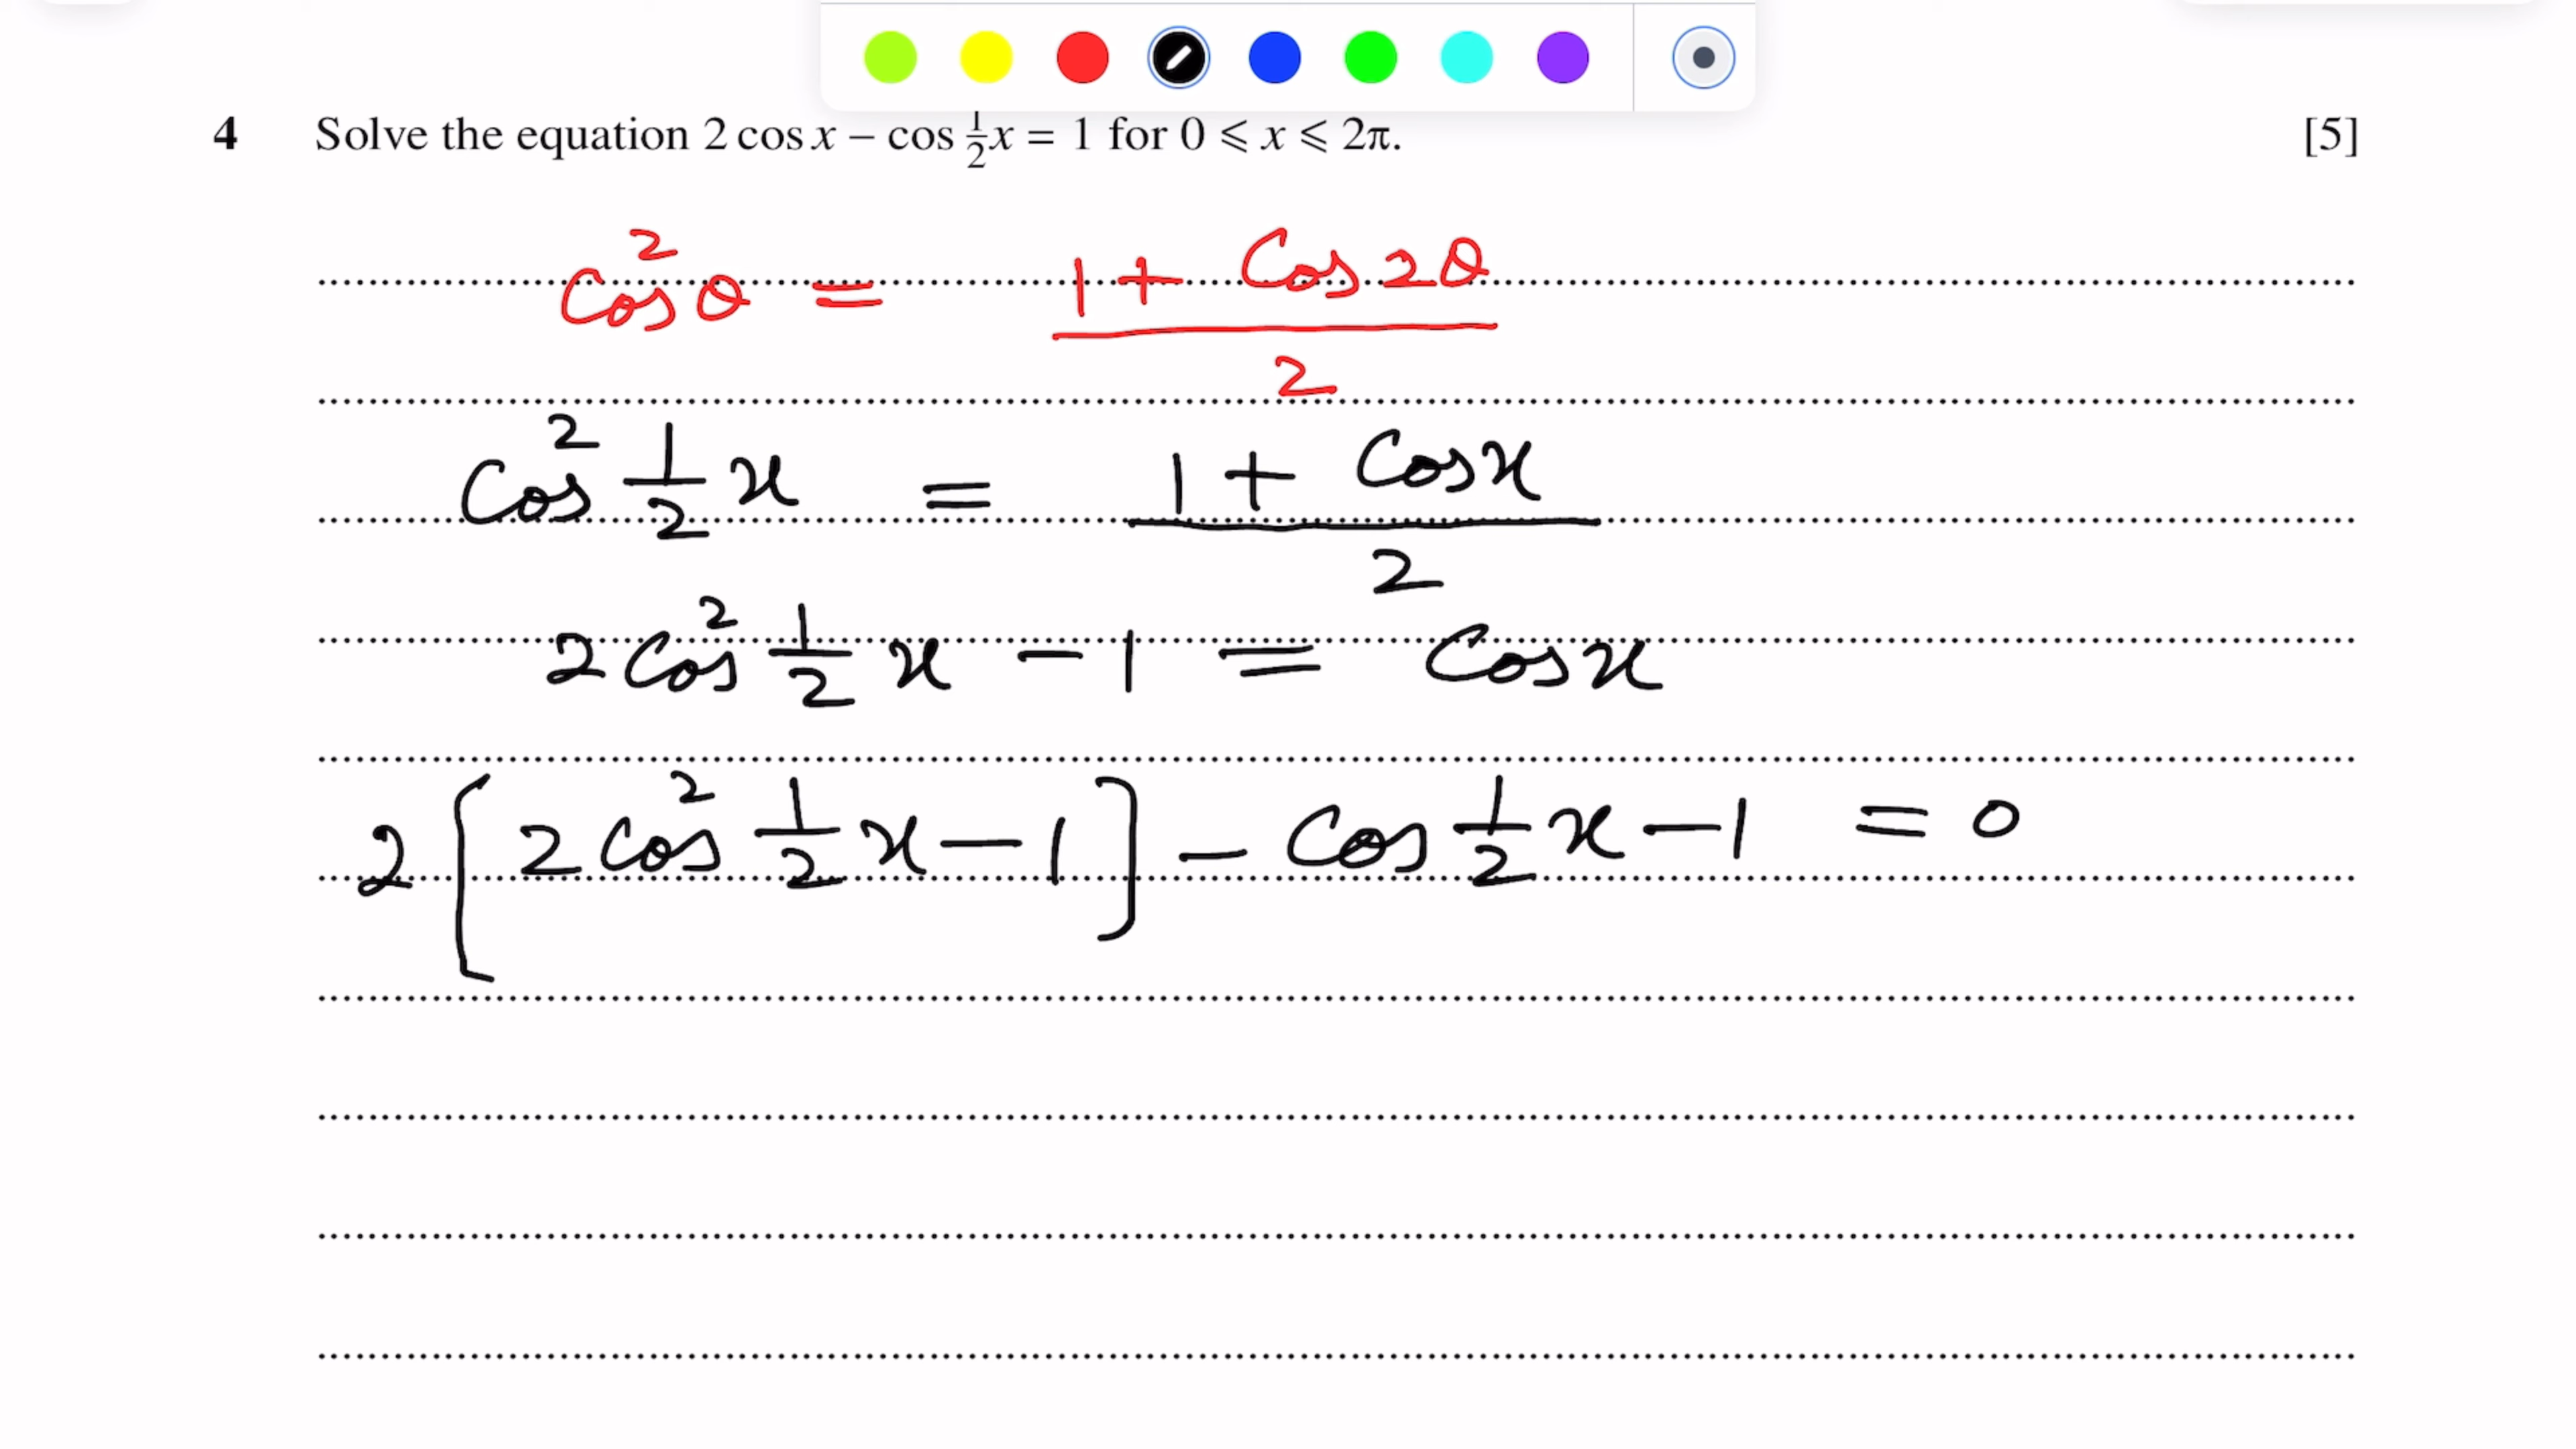 4 Solve the equation 2 cos x − cos ½x = 1 for 0 ⩽ x ⩽ 2π. [5]
cos²θ = (1 + cos 2θ)/2
cos² ½x = (1 + cos x)/2
2cos² ½x − 1 = cos x
2[2cos² ½x − 1] − cos ½x − 1 = 0